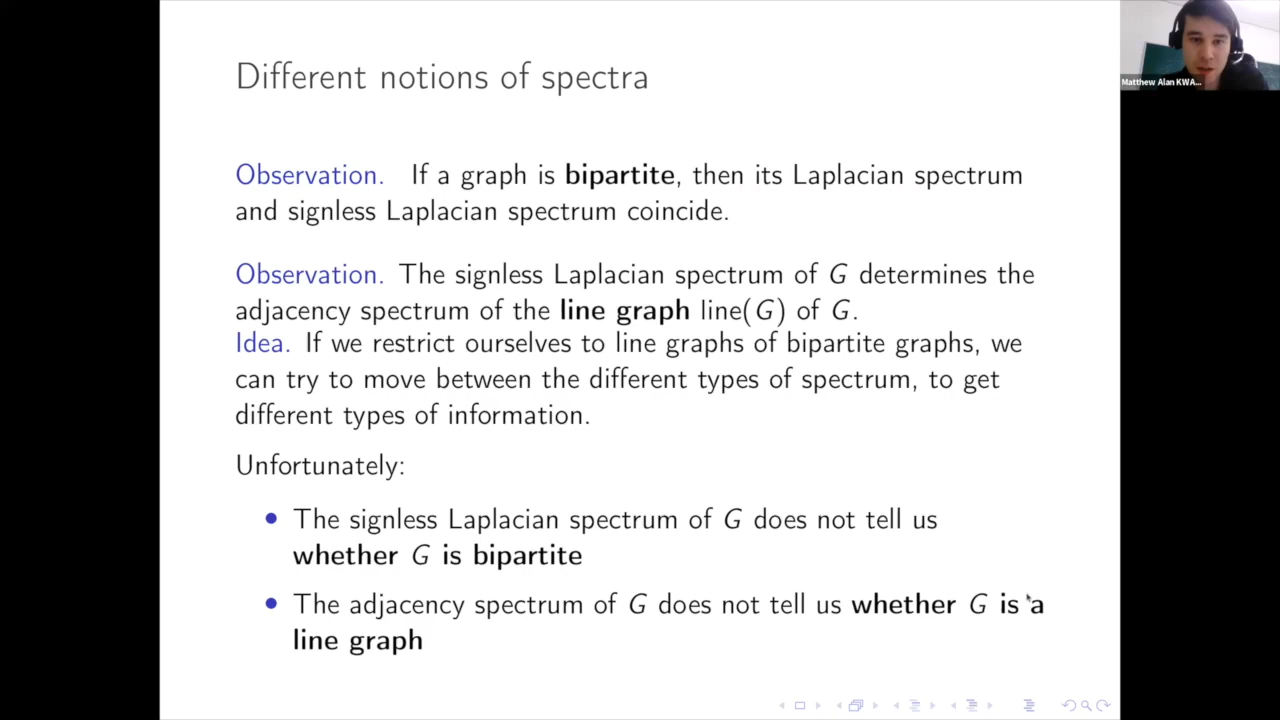 Different notions of spectra
Matthew Alan KWA...
Observation. If a graph is bipartite, then its Laplacian spectrum
and signless Laplacian spectrum coincide.
Observation. The signless Laplacian spectrum of G determines the
adjacency spectrum of the line graph line(G) of G.
Idea. If we restrict ourselves to line graphs of bipartite graphs, we
can try to move between the different types of spectrum, to get
different types of information.
Unfortunately:
• The signless Laplacian spectrum of G does not tell us
whether G is bipartite
• The adjacency spectrum of G does not tell us whether G is a
line graph